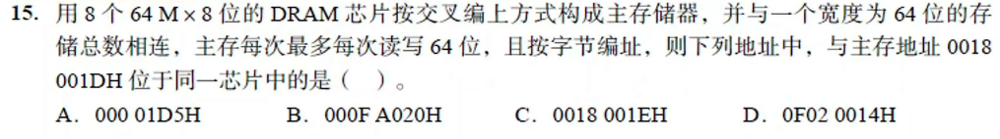 15. 用 8 个 64 M × 8 位的 DRAM 芯片按交叉编上方式构成主存储器，并与一个宽度为 64 位的存
储总数相连，主存每次最多每次读写 64 位，且按字节编址，则下列地址中，与主存地址 0018
001DH 位于同一芯片中的是（ ）。
A. 000 01D5H B. 000F A020H C. 0018 001EH D. 0F02 0014H